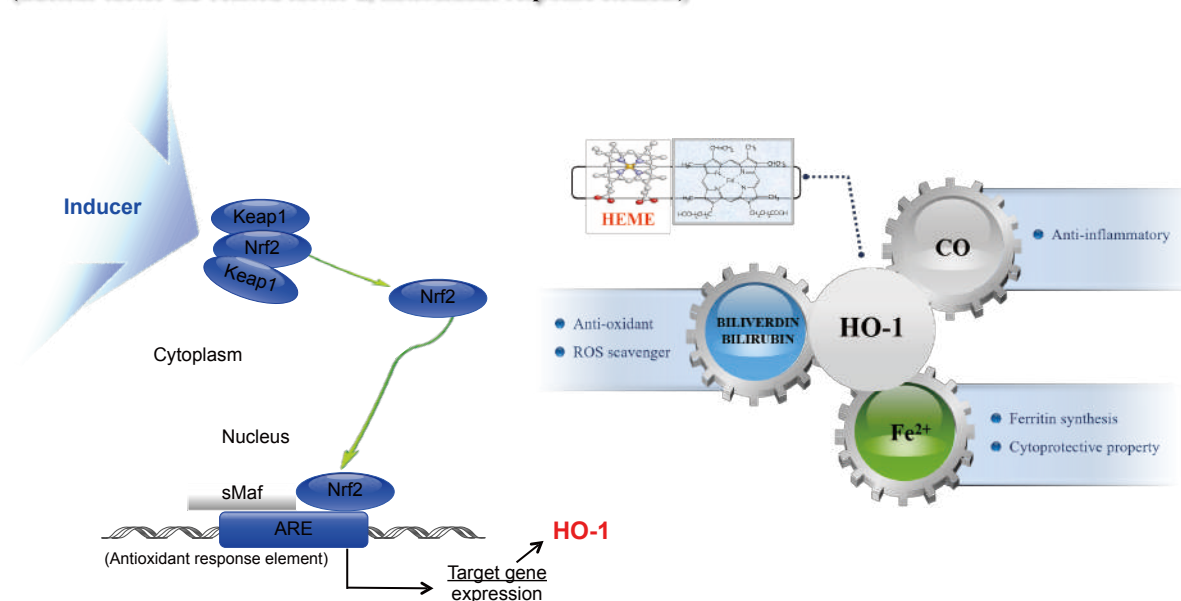 Inducer
Keap1
Nrf2
Keap1
Nrf2
Cytoplasm
Nucleus
sMaf
Nrf2
ARE
(Antioxidant response element)
Target gene
expression
HO-1
HEME
CO
Anti-inflammatory
BILIVERDIN
BILIRUBIN
HO-1
Anti-oxidant
ROS scavenger
Fe²⁺
Ferritin synthesis
Cytoprotective property